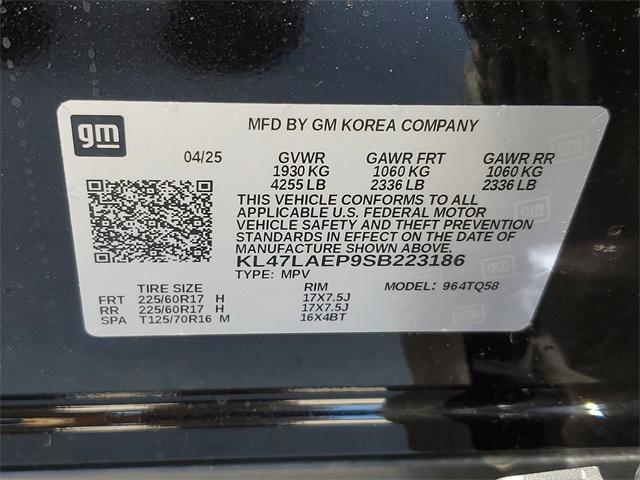 gm
MFD BY GM KOREA COMPANY
04/25 GVWR GAWR FRT GAWR RR
1930 KG 1060 KG 1060 KG
4255 LB 2336 LB 2336 LB
THIS VEHICLE CONFORMS TO ALL
APPLICABLE U.S. FEDERAL MOTOR
VEHICLE SAFETY AND THEFT PREVENTION
STANDARDS IN EFFECT ON THE DATE OF
MANUFACTURE SHOWN ABOVE.
KL47LAEP9SB223186
TYPE: MPV MODEL: 964TQ58
TIRE SIZE RIM
FRT 225/60R17 H 17X7.5J
RR 225/60R17 H 17X7.5J
SPA T125/70R16 M 16X4BT